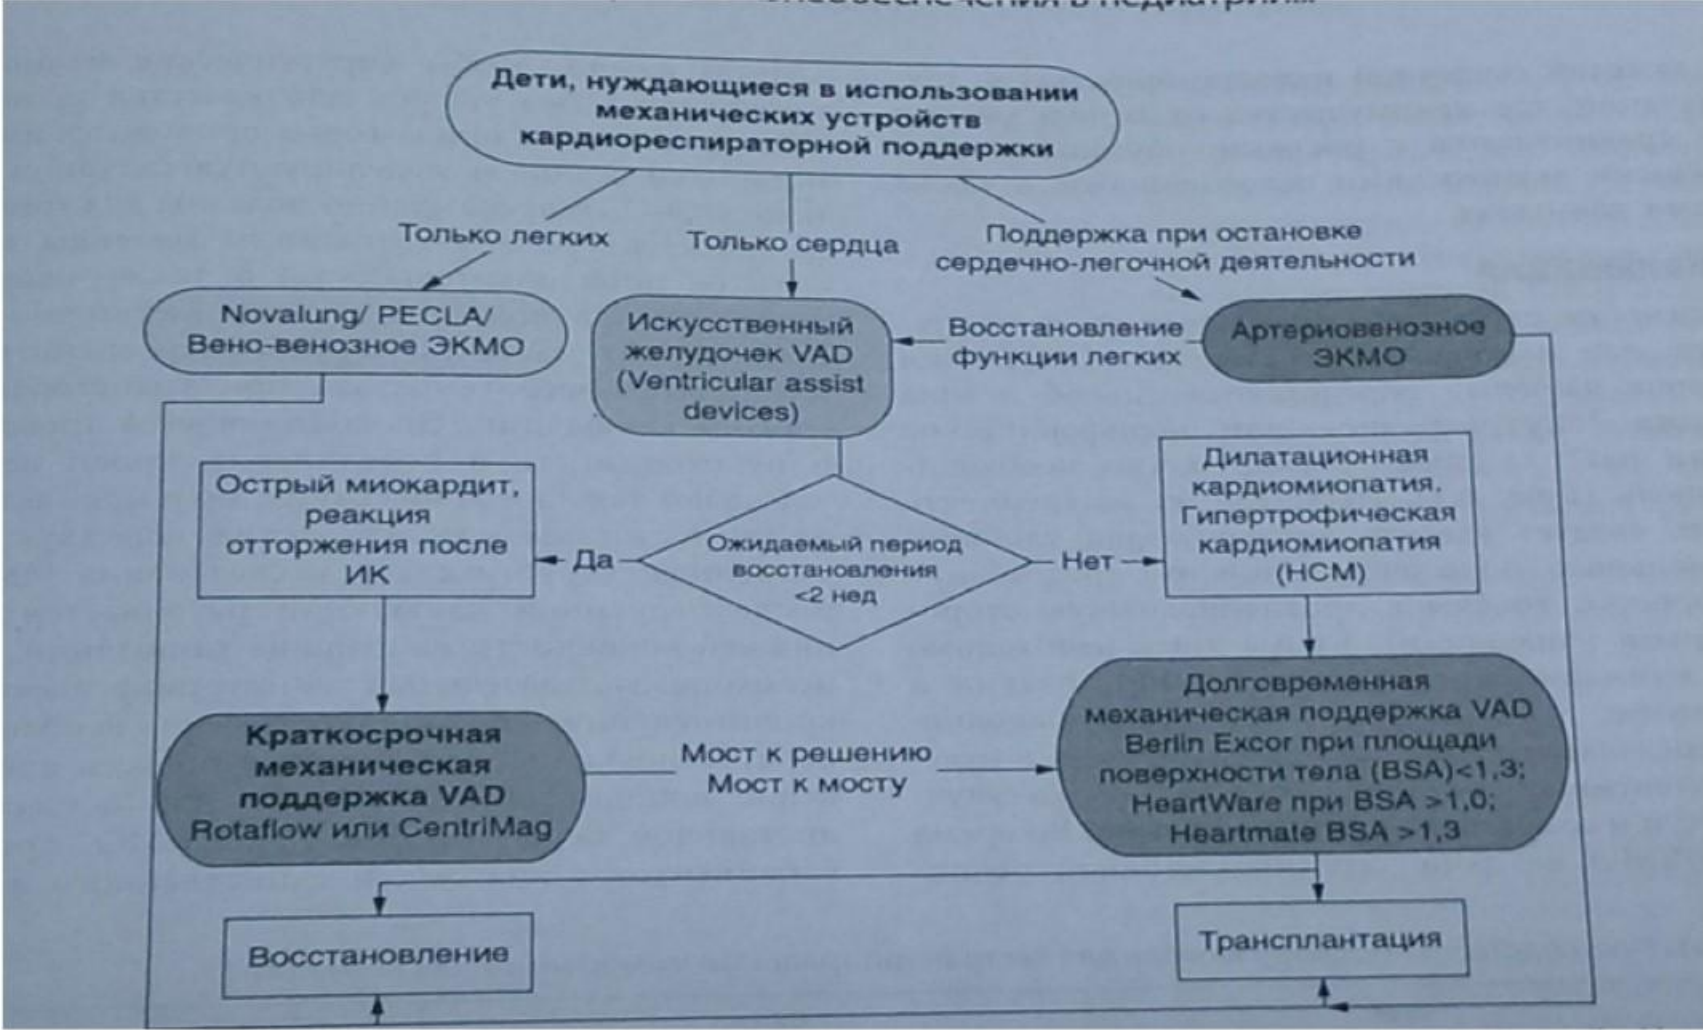 Дети, нуждающиеся в использовании
механических устройств
кардиореспираторной поддержки
Только легких
Только сердца
Поддержка при остановке
сердечно-легочной деятельности
Novalung/ PECLA/
Вено-венозное ЭКМО
Искусственный
желудочек VAD
(Ventricular assist
devices)
Восстановление
функции легких
Артериовенозное
ЭКМО
Острый миокардит,
реакция
отторжения после
ИК
Да
Ожидаемый период
восстановления
<2 нед
Нет
Дилатационная
кардиомиопатия,
Гипертрофическая
кардиомиопатия
(HCM)
Краткосрочная
механическая
поддержка VAD
Rotaflow или CentriMag
Мост к решению
Мост к мосту
Долговременная
механическая поддержка VAD
Berlin Excor при площади
поверхности тела (BSA)<1,3;
HeartWare при BSA >1,0;
Heartmate BSA >1,3
Восстановление
Трансплантация